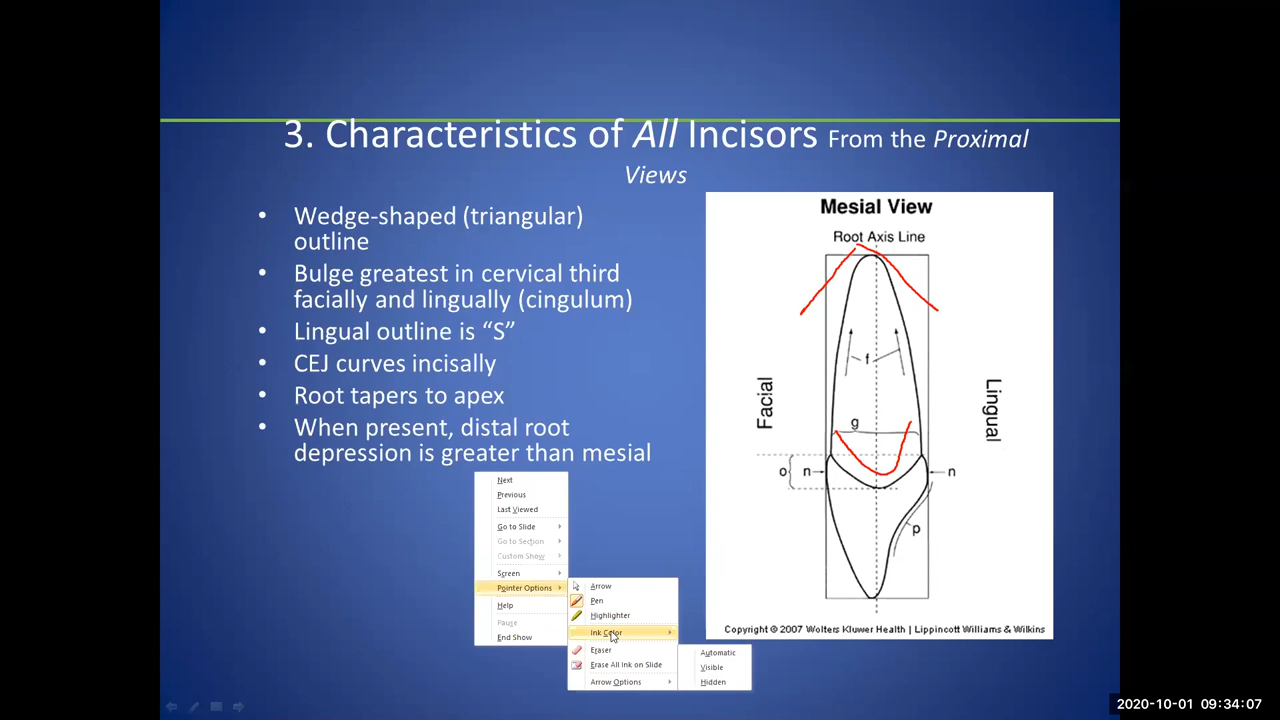 3. Characteristics of All Incisors From the Proximal
Views
• Wedge-shaped (triangular)
outline
• Bulge greatest in cervical third
facially and lingually (cingulum)
• Lingual outline is “S”
• CEJ curves incisally
• Root tapers to apex
• When present, distal root
depression is greater than mesial
Mesial View
Root Axis Line
f
Facial
Lingual
g
o
n
n
p
Copyright © 2007 Wolters Kluwer Health | Lippincott Williams & Wilkins
Next
Previous
Last Viewed
Go to Slide
Go to Section
Custom Show
Screen
Pointer Options
Help
Pause
End Show
Arrow
Pen
Highlighter
Ink Color
Eraser
Erase All Ink on Slide
Arrow Options
Automatic
Visible
Hidden
2020-10-01 09:34:07